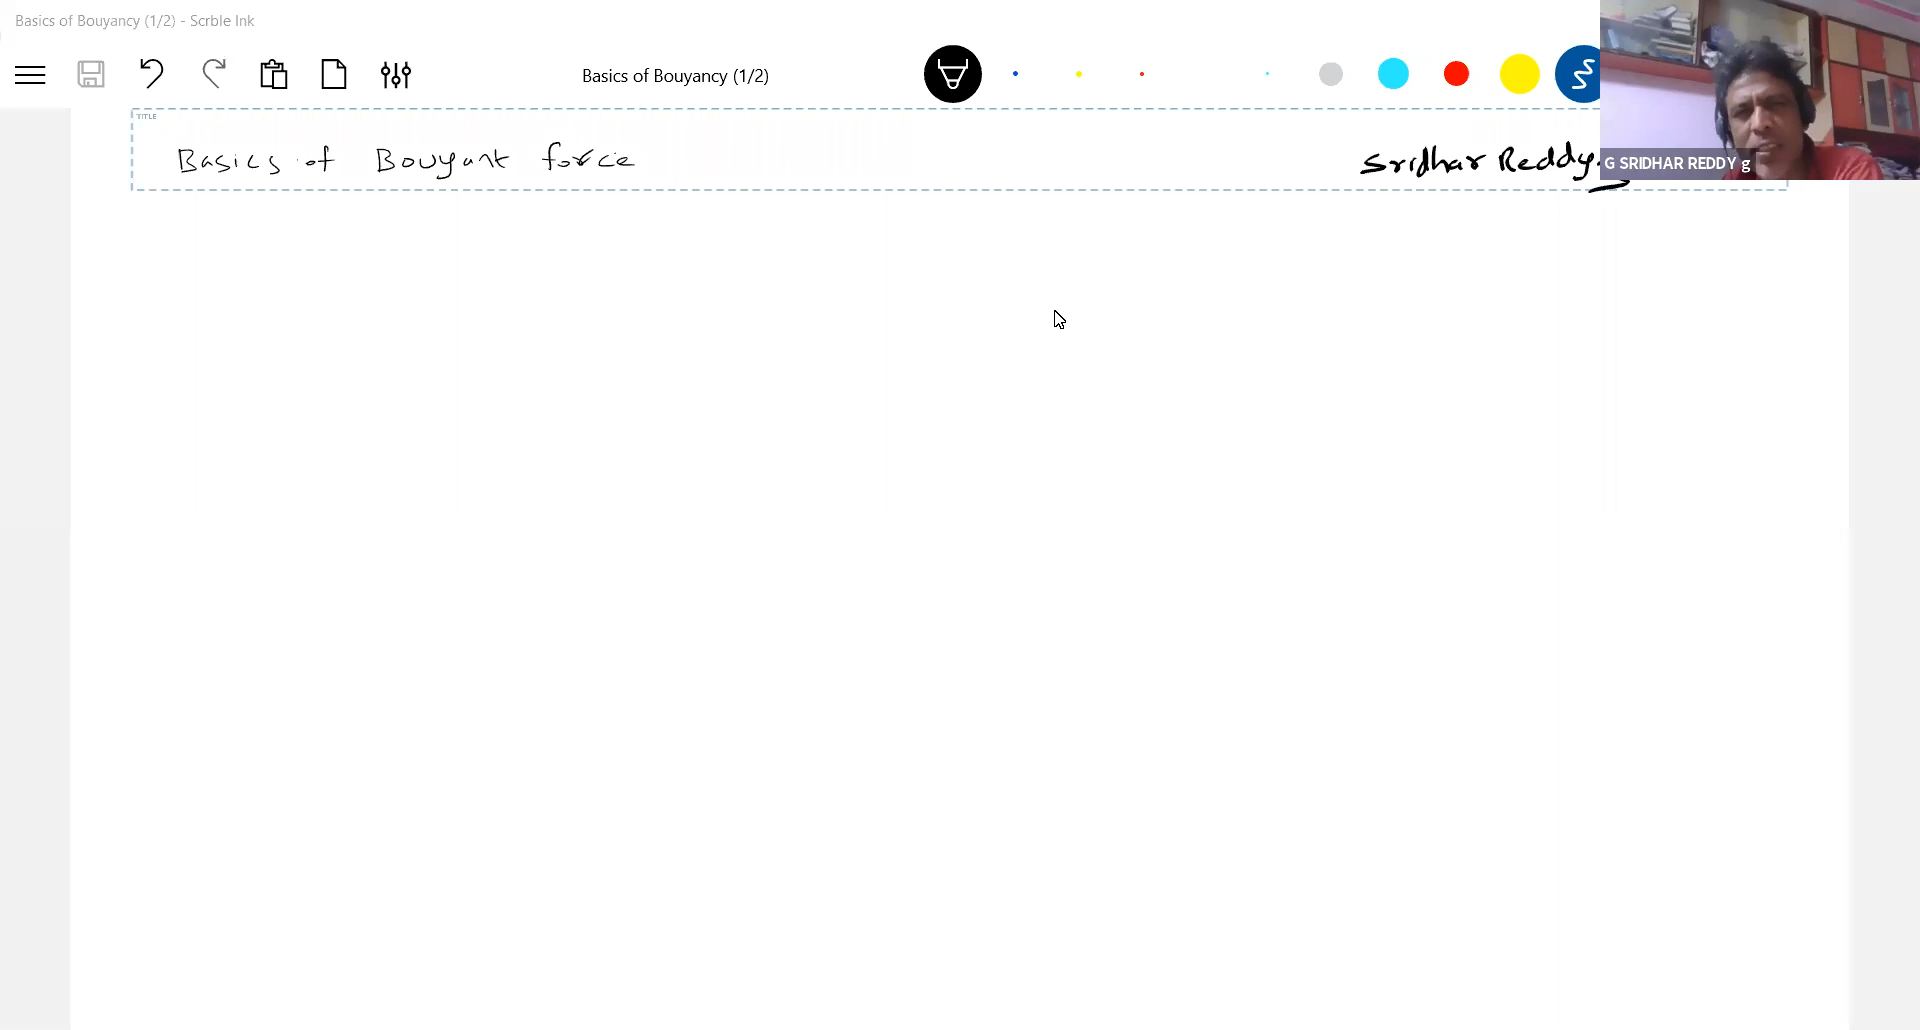 Basics of Bouyancy (1/2) - Scrble Ink
Basics of Bouyancy (1/2)
TITLE
Basics of Bouyant force
Sridhar Reddy.
G SRIDHAR REDDY g